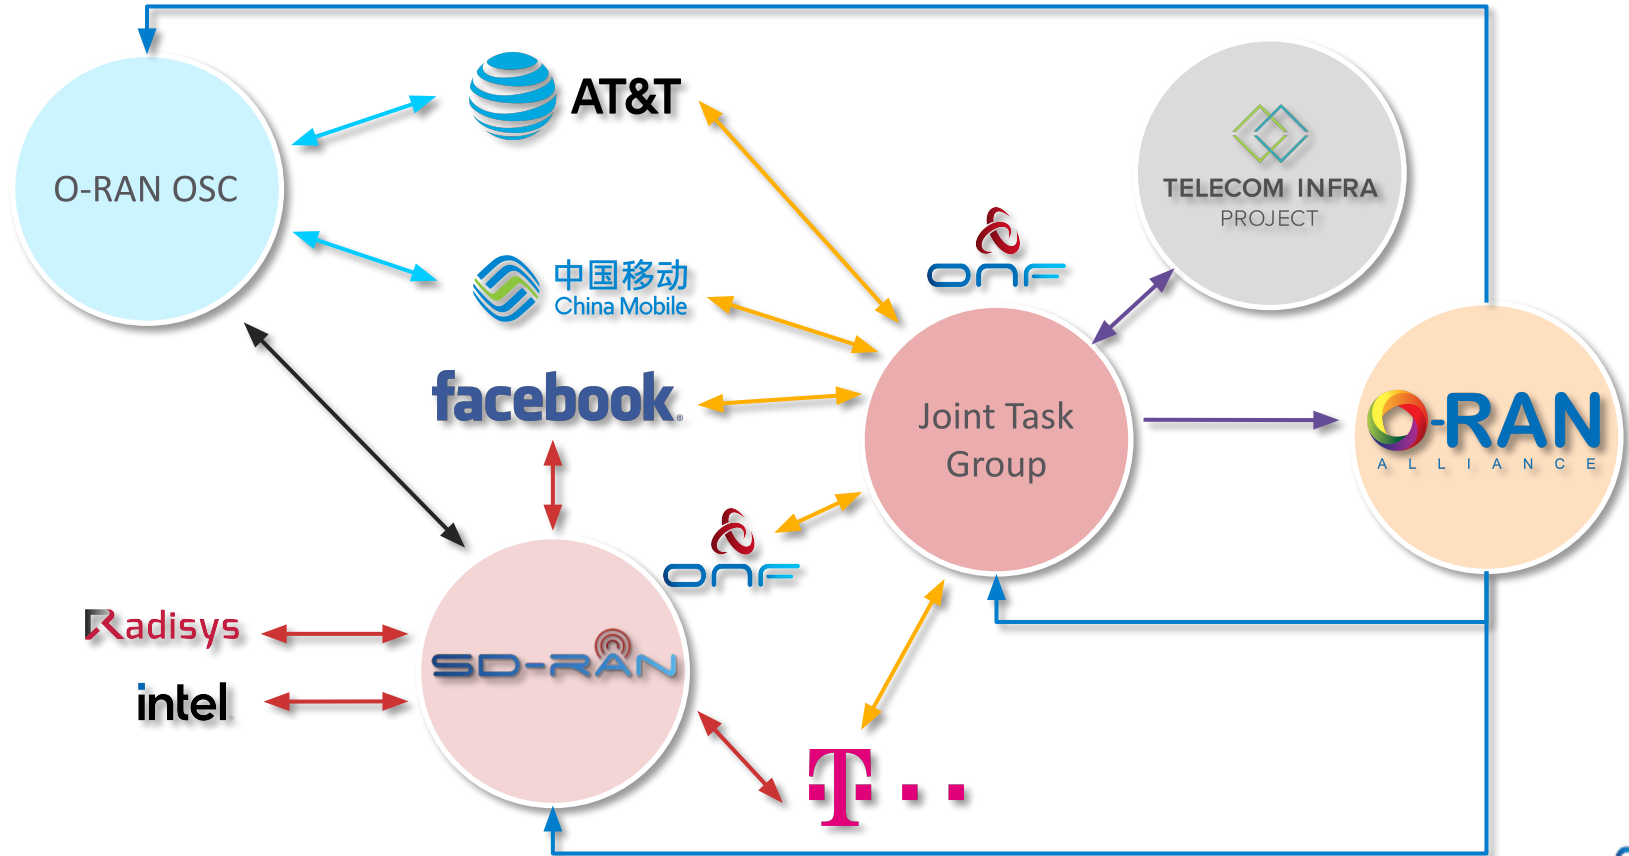 O-RAN OSC
AT&T
中国移动
China Mobile
facebook®
ONF
TELECOM INFRA
PROJECT
Joint Task
Group
O-RAN
ALLIANCE
ONF
Radisys
intel
SD-RAN
T